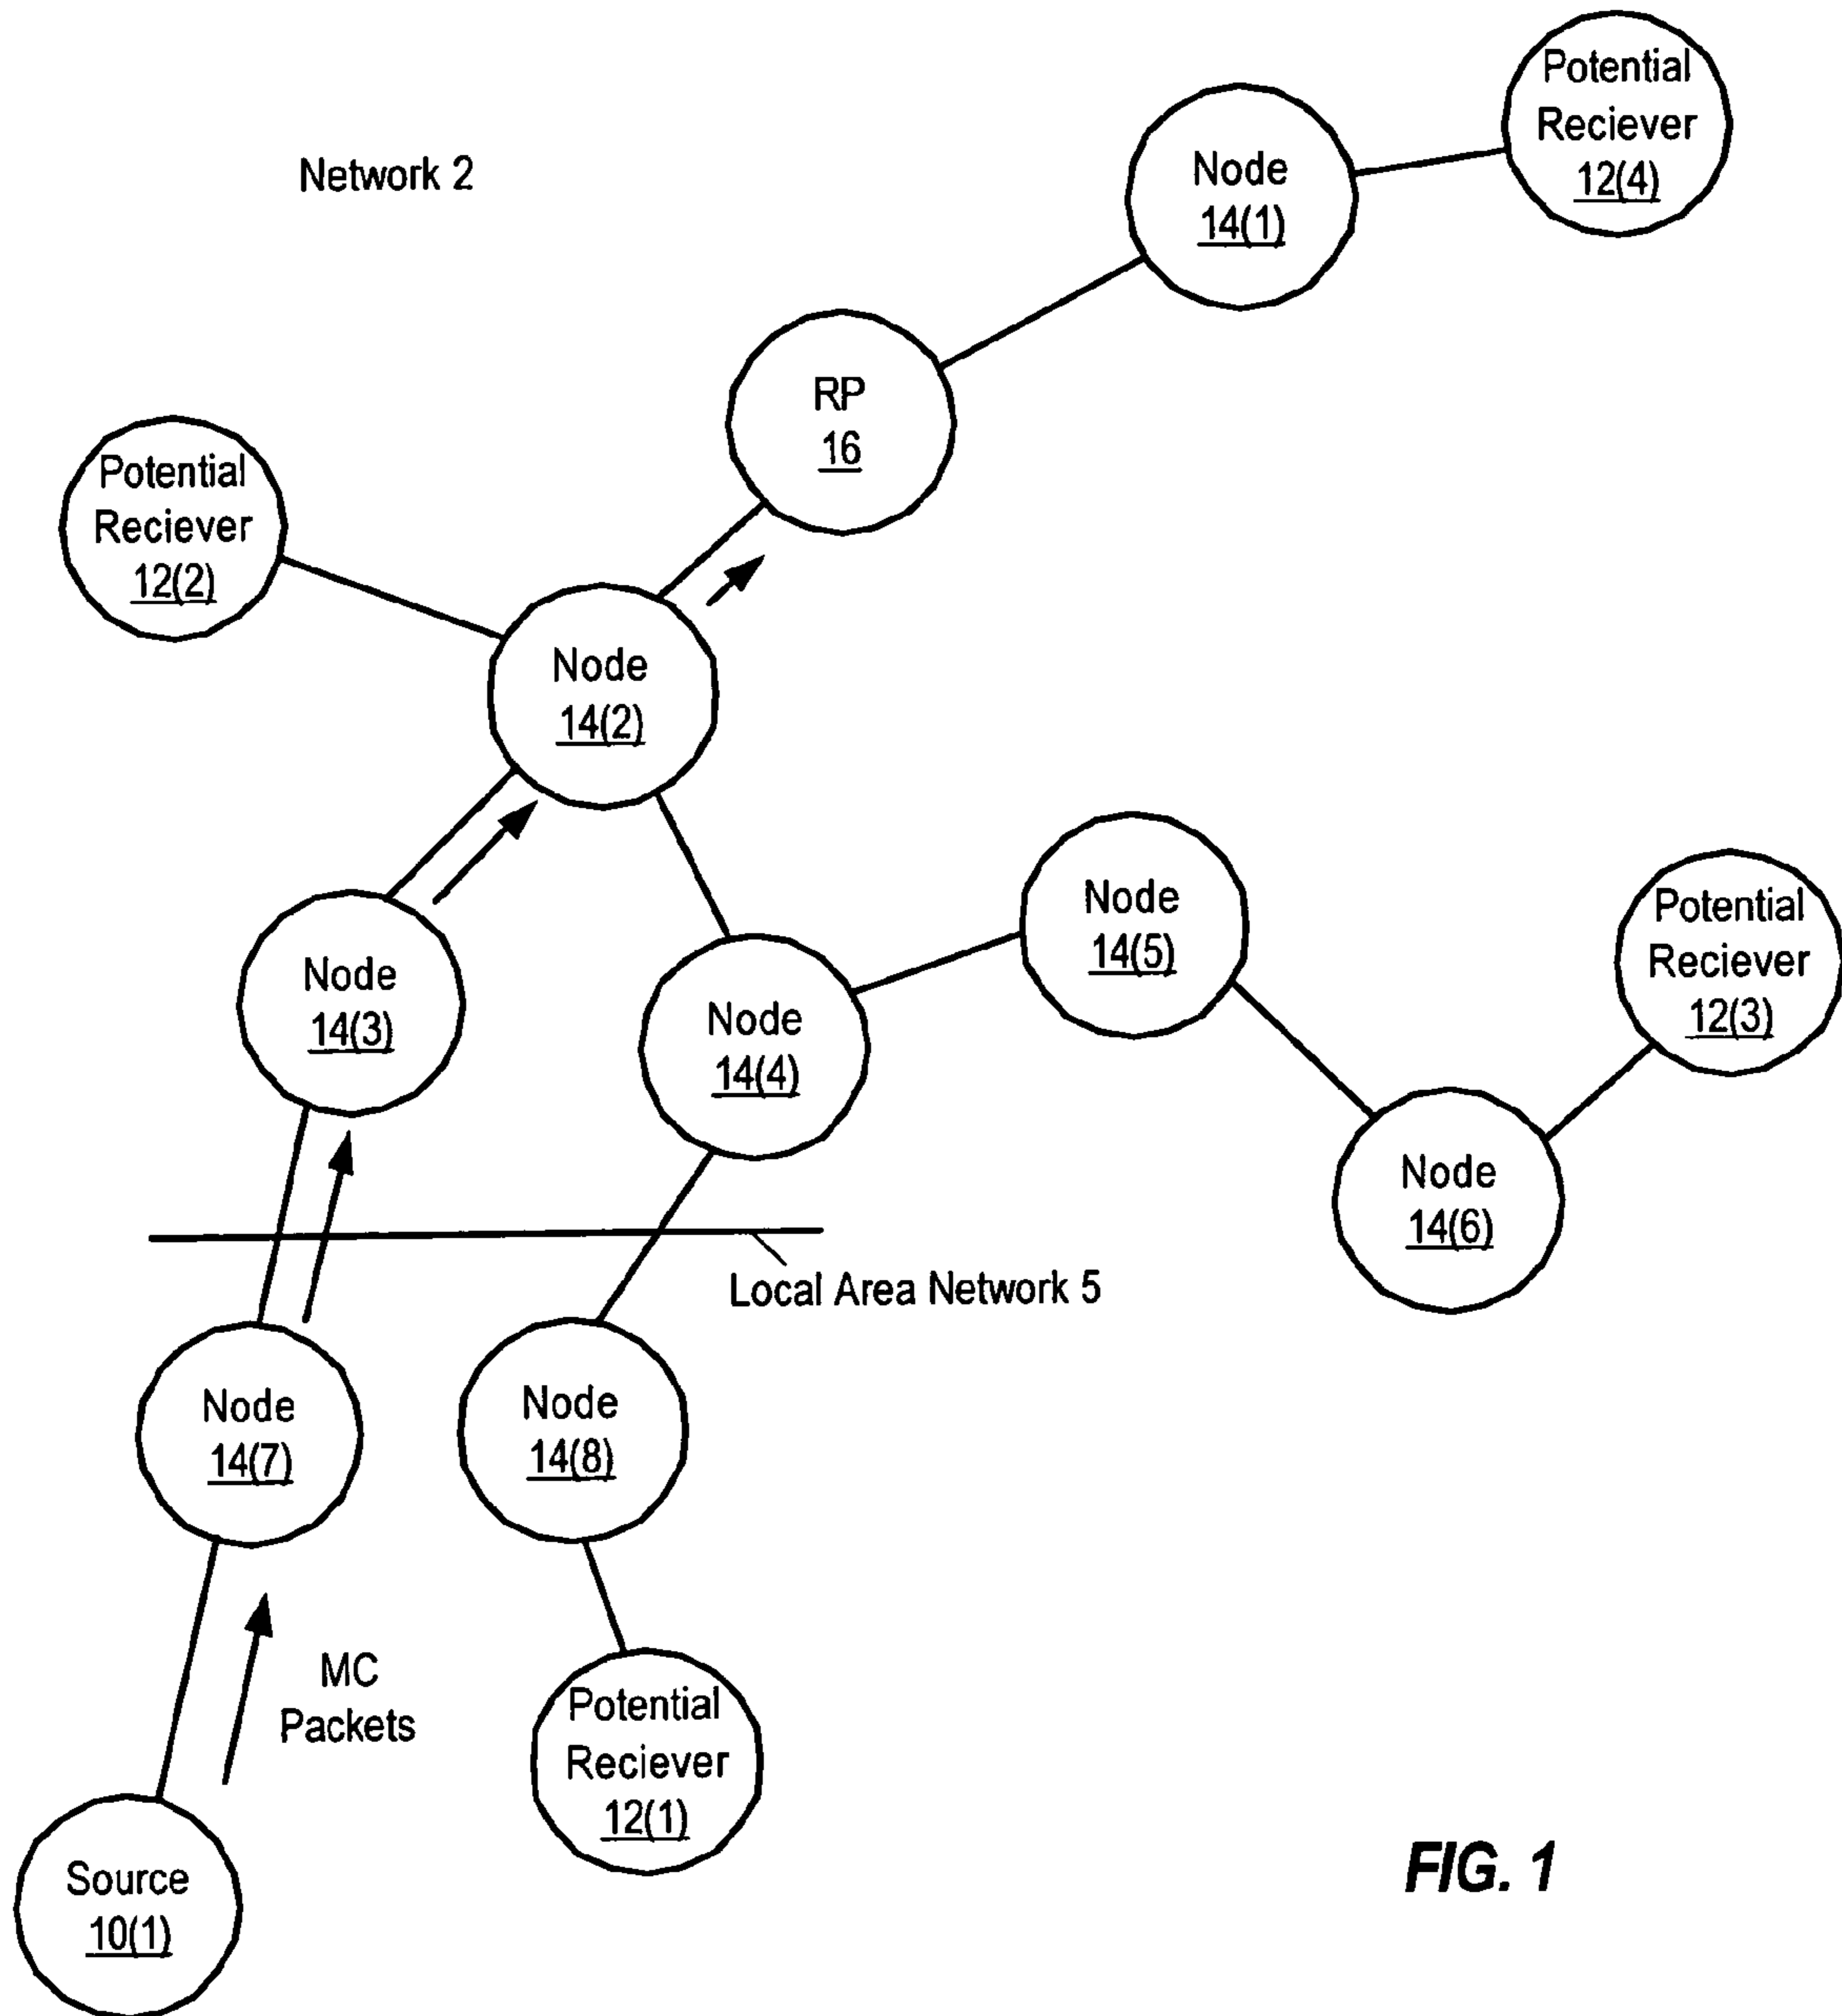 Potential
Reciever
12(4)
Network 2
Node
14(1)
RP
16
Potential
Reciever
12(2)
Node
14(2)
Node
14(5)
Potential
Reciever
12(3)
Node
14(3)
Node
14(4)
Node
14(6)
Local Area Network 5
Node
14(7)
Node
14(8)
MC
Packets
Potential
Reciever
12(1)
Source
10(1)
FIG. 1